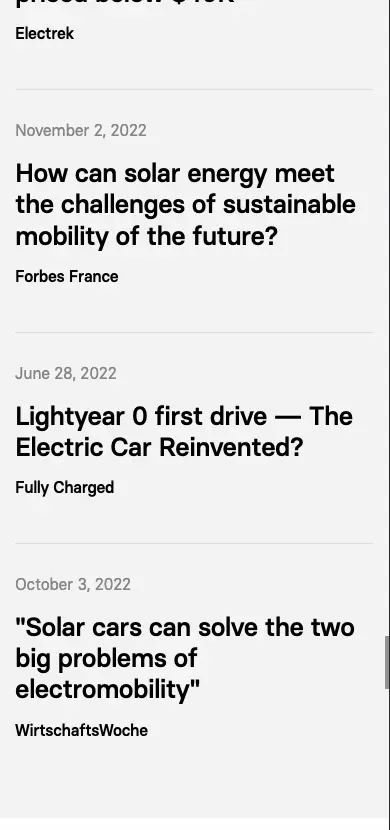 Electrek
November 2, 2022
How can solar energy meet
the challenges of sustainable
mobility of the future?
Forbes France
June 28, 2022
Lightyear 0 first drive — The
Electric Car Reinvented?
Fully Charged
October 3, 2022
"Solar cars can solve the two
big problems of
electromobility"
WirtschaftsWoche